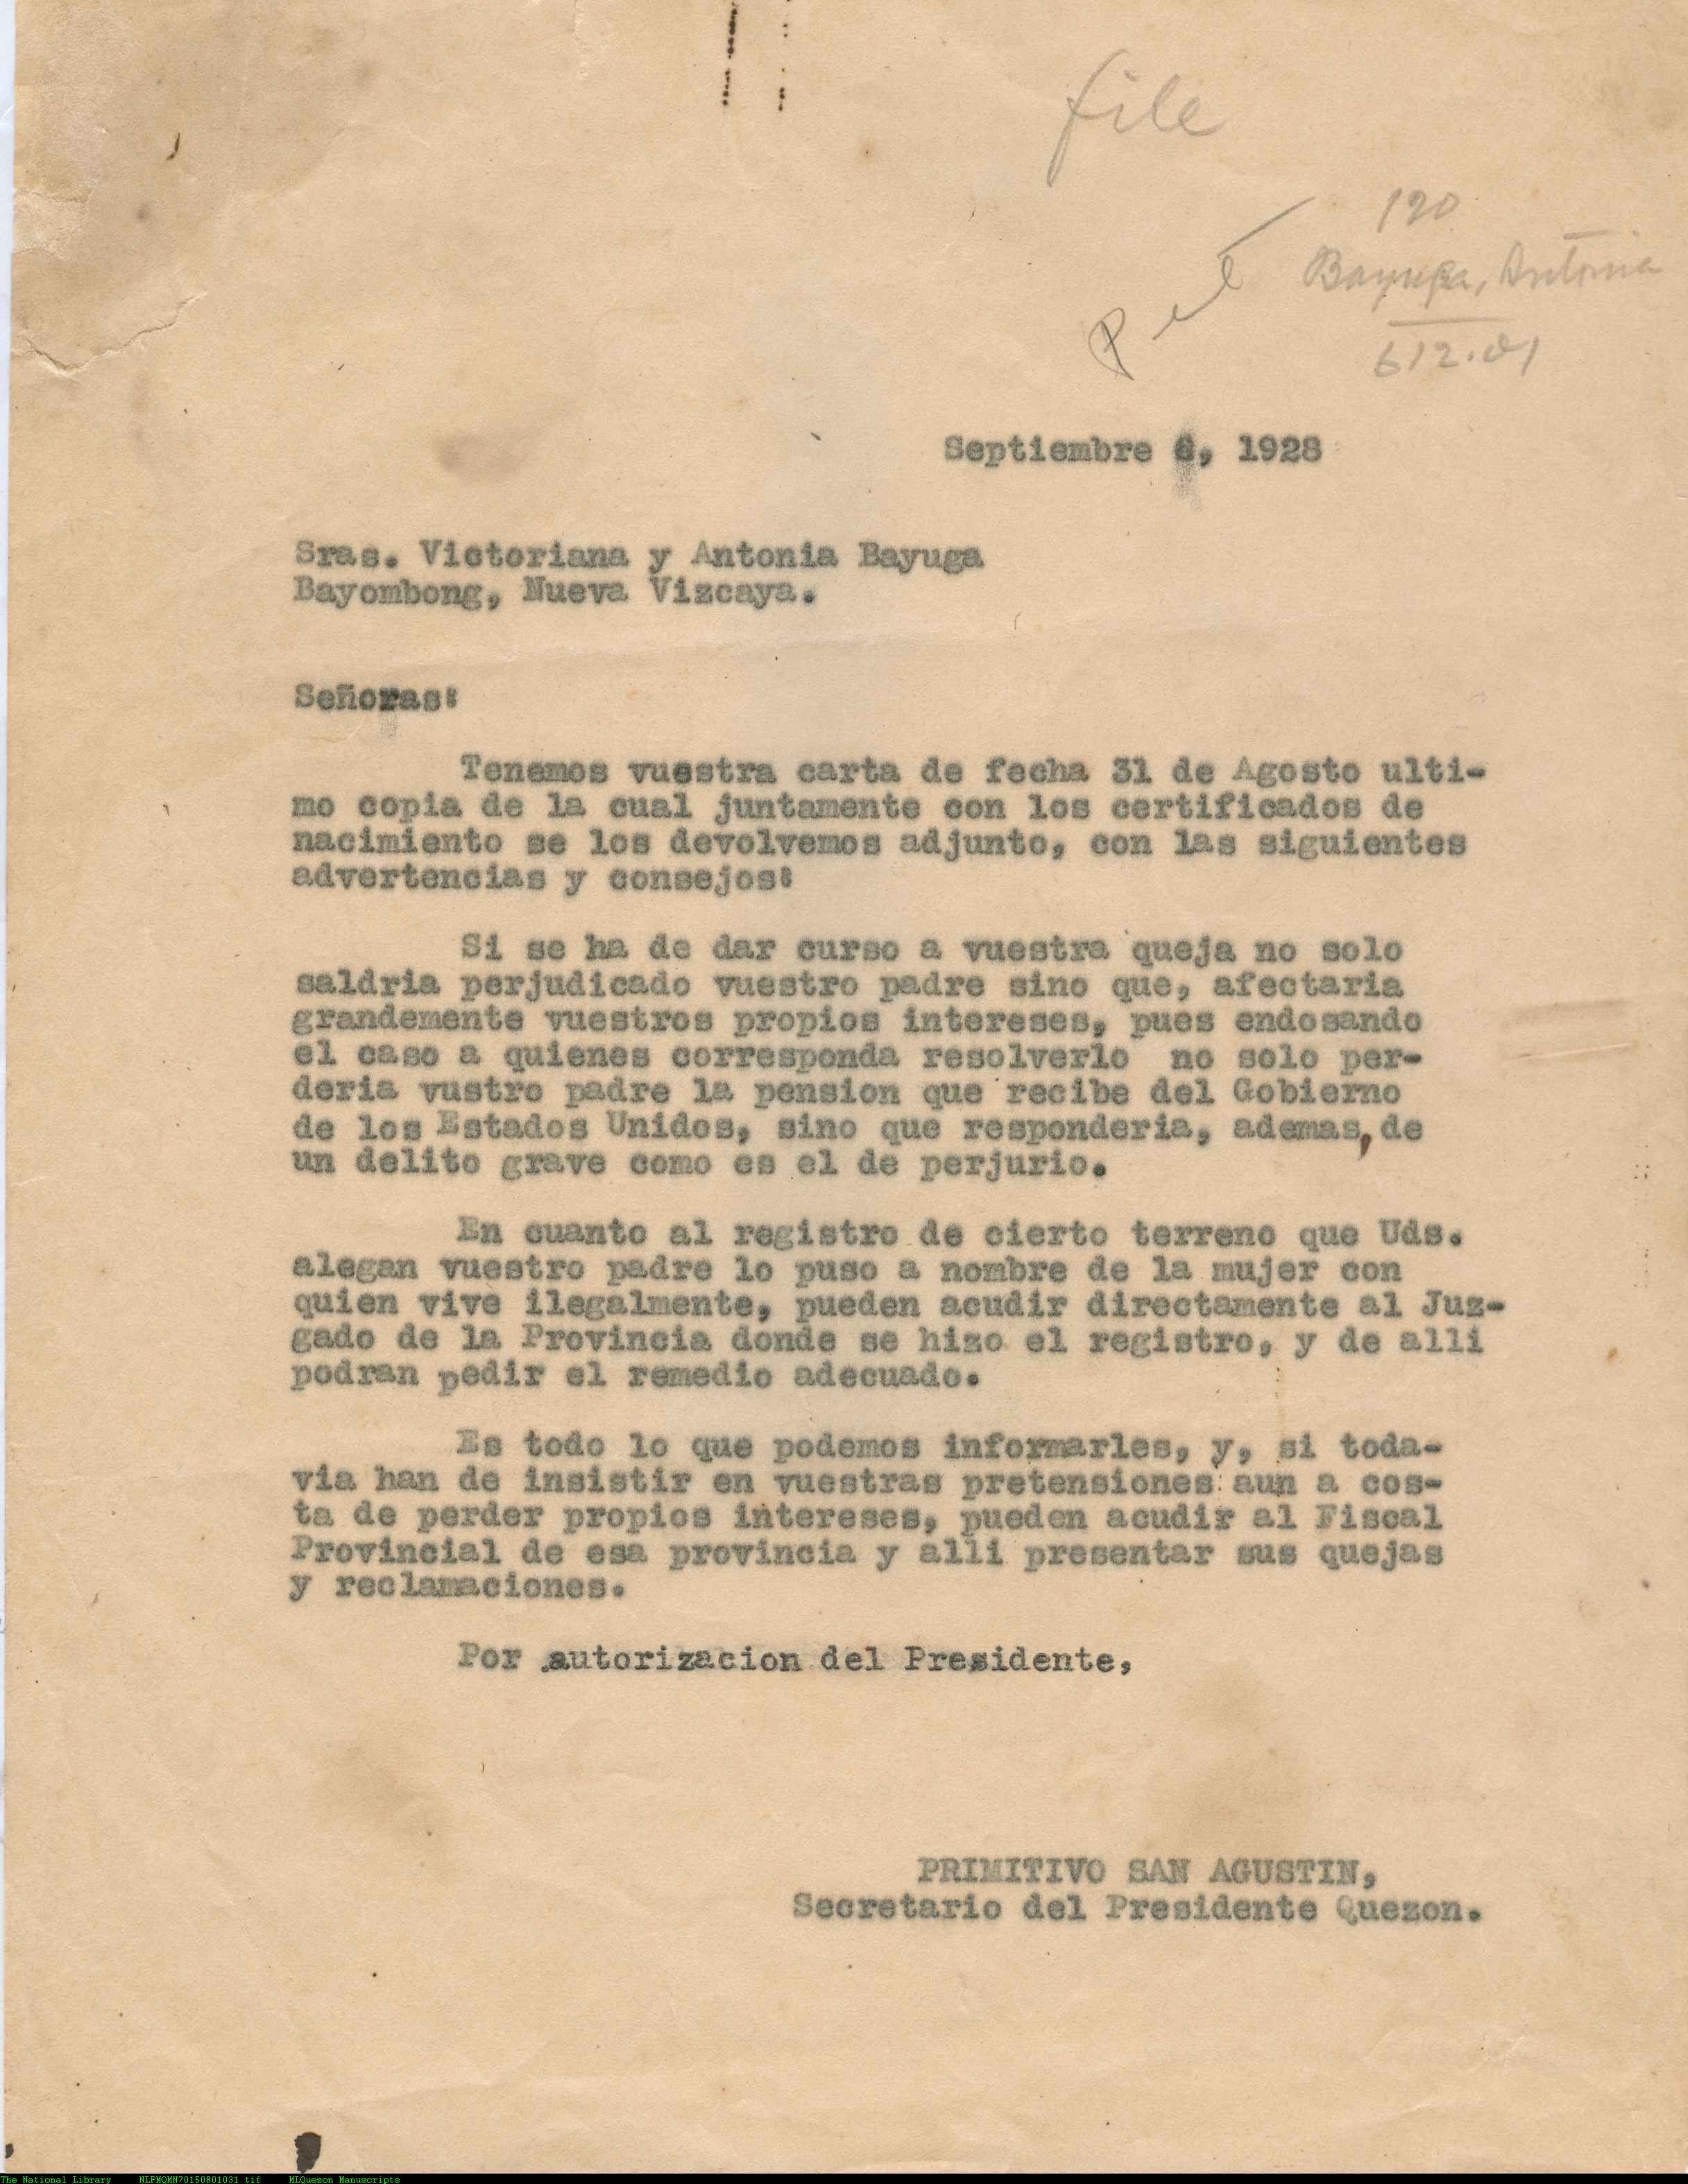 file
120
Bayuga, Antonia
612.01
Septiembre 6, 1928
Sras. Victoriana y Antonia Bayuga
Bayombong, Nueva Vizcaya.
Señoras:
Tenemos vuestra carta de fecha 31 de Agosto ulti-
mo copia de la cual juntamente con los certificados de
nacimiento se los devolvemos adjunto, con las siguientes
advertencias y consejos:
Si se ha de dar curso a vuestra queja no solo
saldria perjudicado vuestro padre sino que, afectaria
grandemente vuestros propios intereses, pues endosando
el caso a quienes corresponda resolverlo no solo per-
deria vustro padre la pension que recibe del Gobierno
de los Estados Unidos, sino que responderia, ademas, de
un delito grave como es el de perjurio.
En cuanto al registro de cierto terreno que Uds.
alegan vuestro padre lo puso a nombre de la mujer con
quien vive ilegalmente, pueden acudir directamente al Juz-
gado de la Provincia donde se hizo el registro, y de alli
podran pedir el remedio adecuado.
Es todo lo que podemos informarles, y, si toda-
via han de insistir en vuestras pretensiones aun a cos-
ta de perder propios intereses, pueden acudir al Fiscal
Provincial de esa provincia y alli presentar sus quejas
y reclamaciones.
Por autorizacion del Presidente,
PRIMITIVO SAN AGUSTIN,
Secretario del Presidente Quezon.
The National Library NLPMQMN70150801031.tif MLQuezon Manuscripts